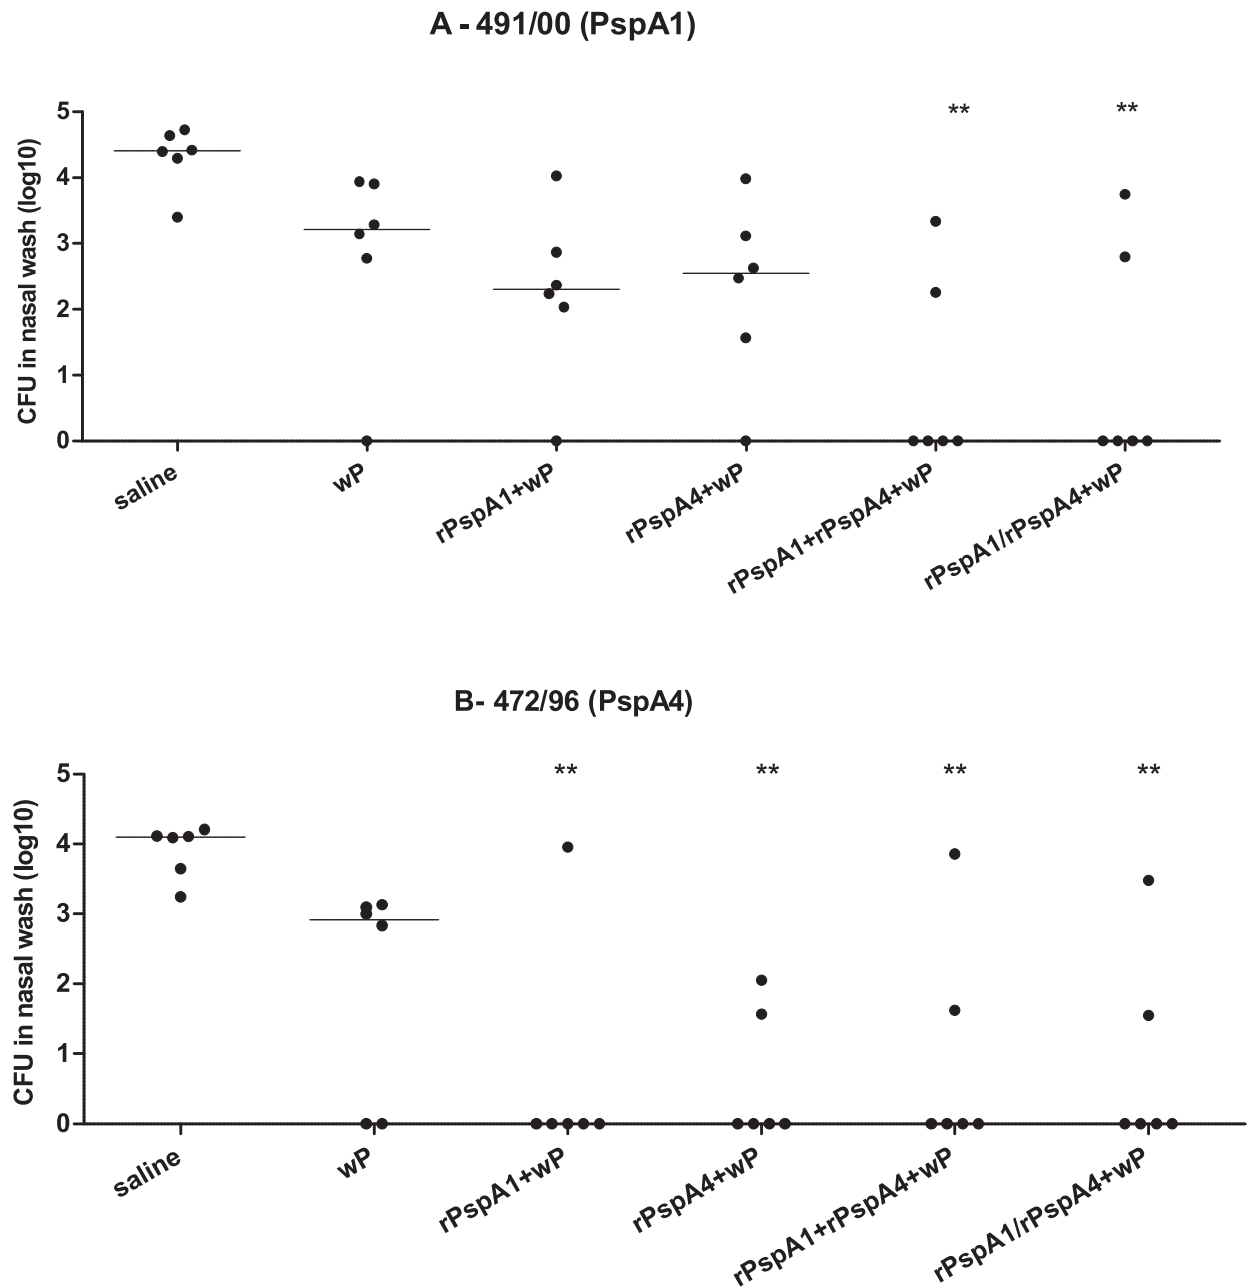 A - 491/00 (PspA1)
** **
CFU in nasal wash (log10)
5
4
3
2
1
0
saline
wP
rPspA1+wP
rPspA4+wP
rPspA1+rPspA4+wP
rPspA1/rPspA4+wP
B- 472/96 (PspA4)
** ** ** **
CFU in nasal wash (log10)
5
4
3
2
1
0
saline
wP
rPspA1+wP
rPspA4+wP
rPspA1+rPspA4+wP
rPspA1/rPspA4+wP